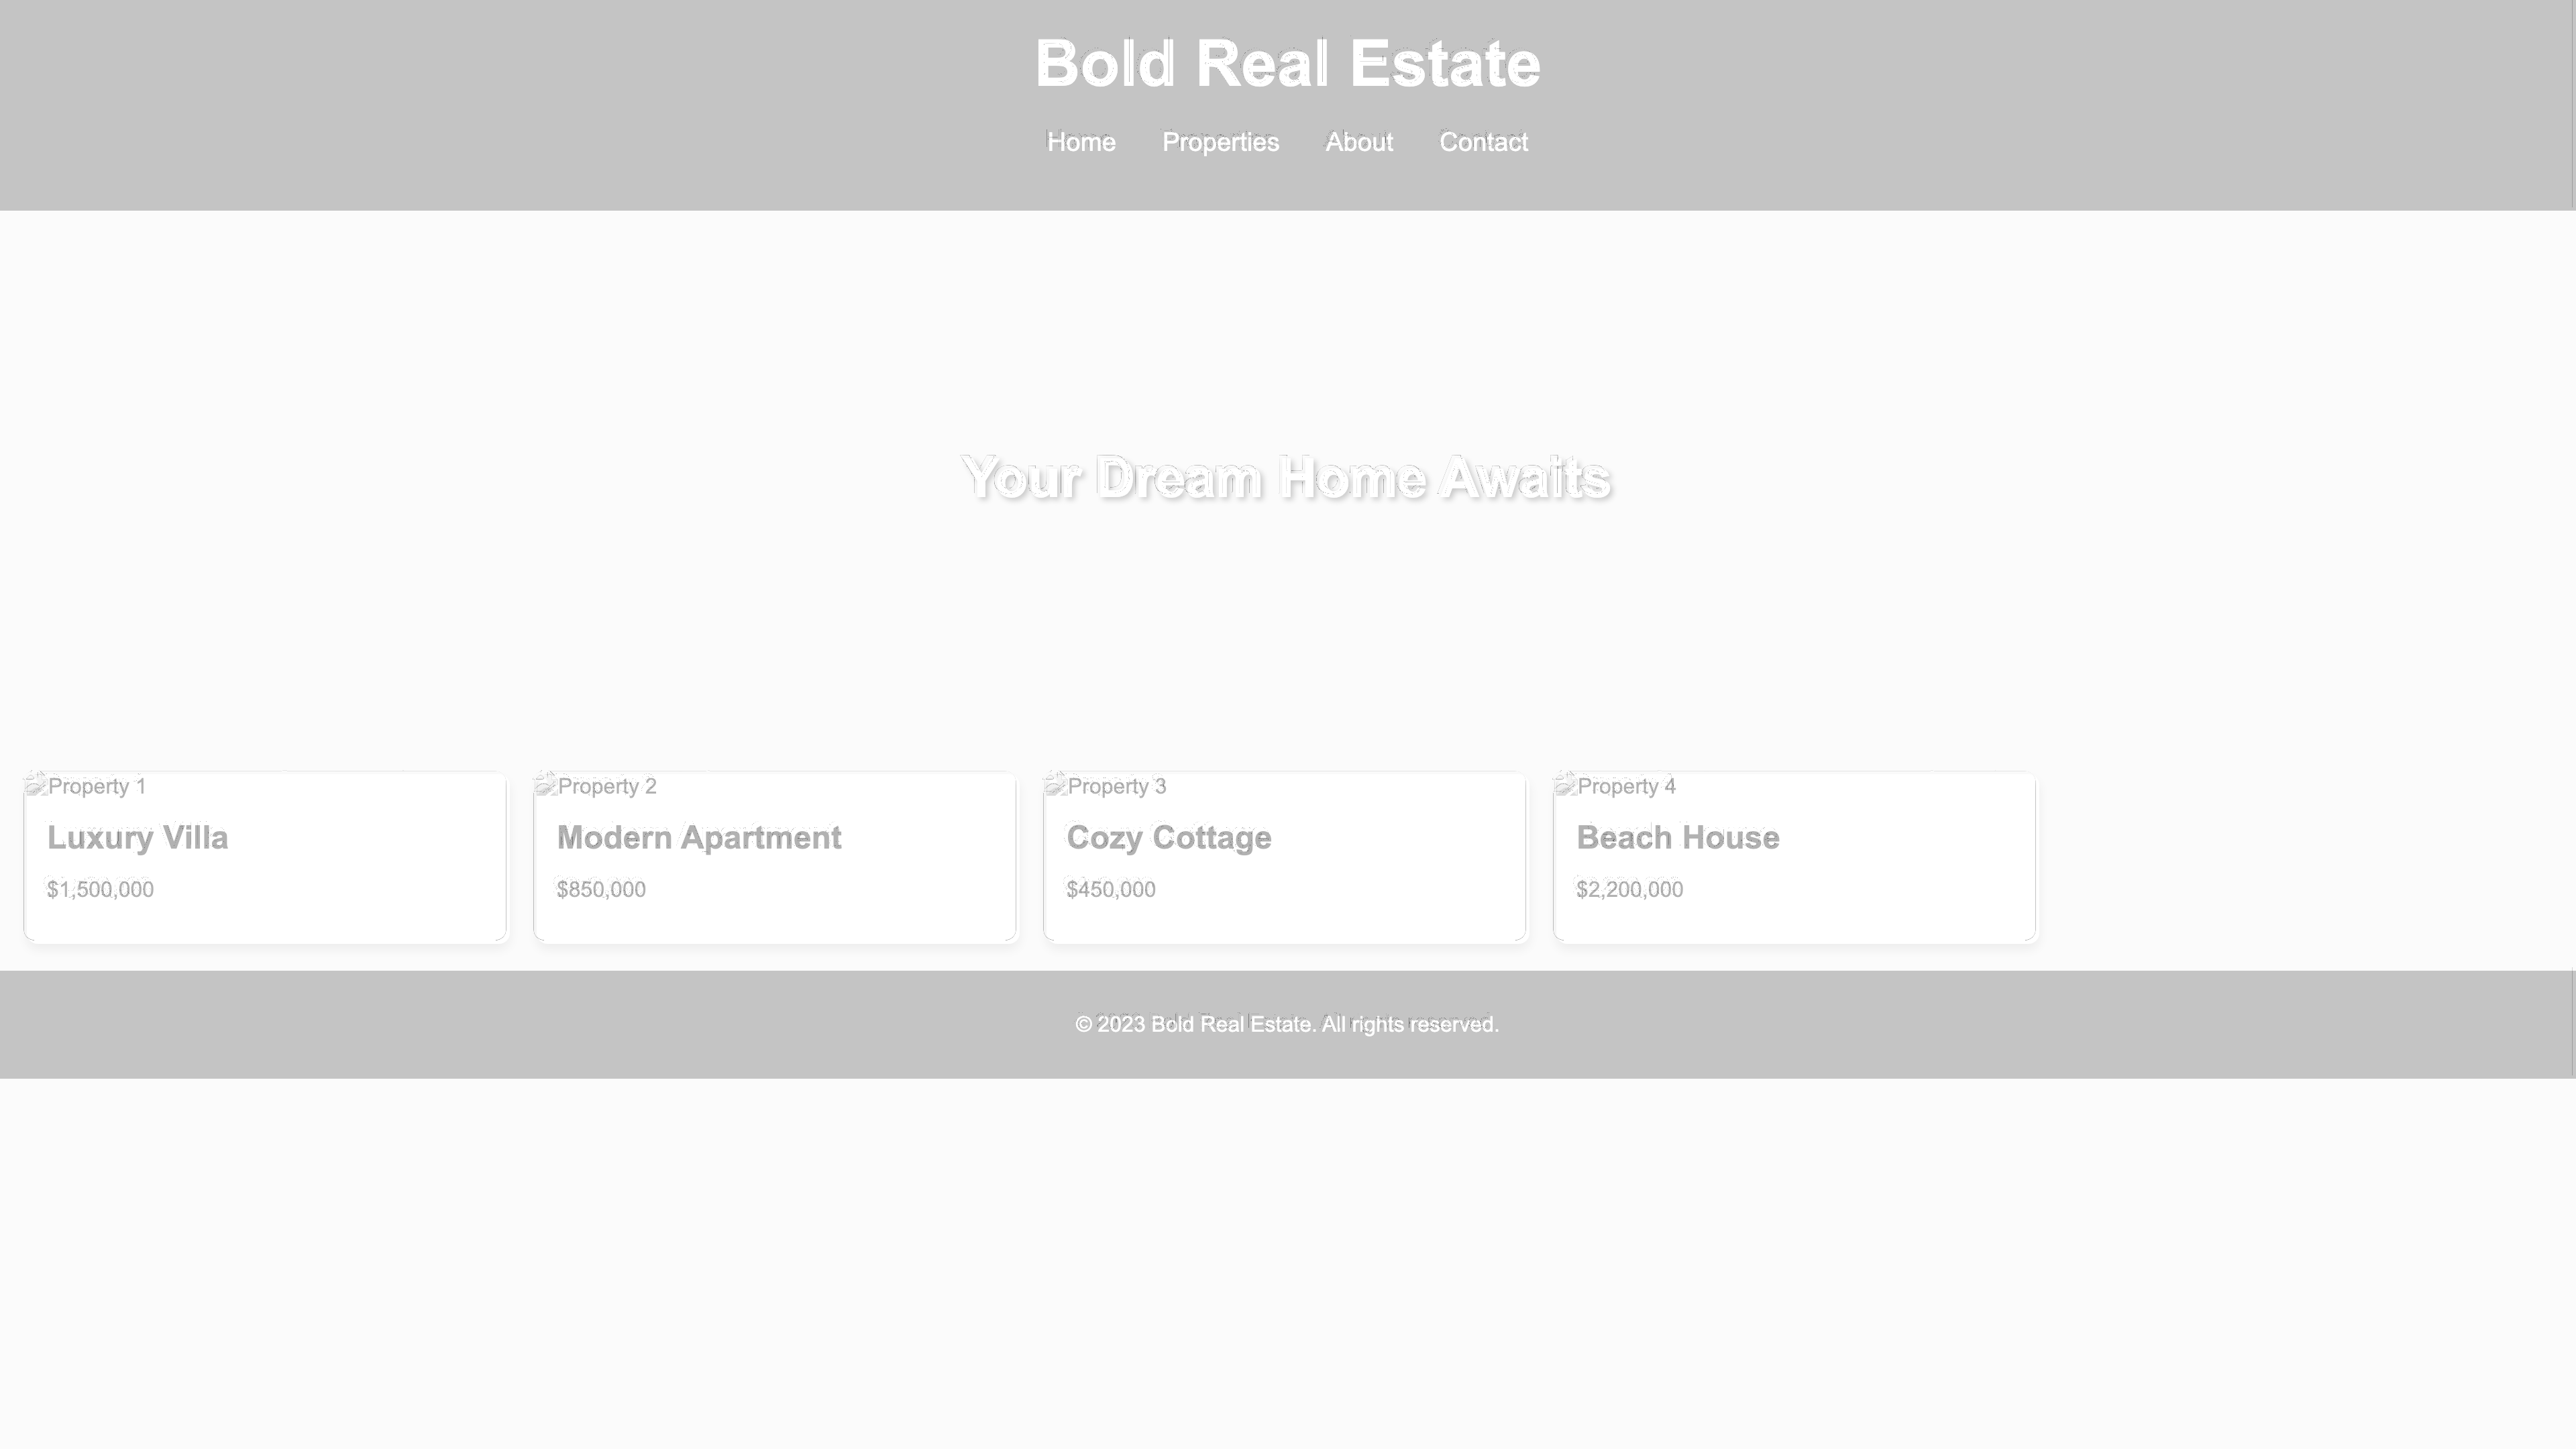 Bold Real Estate
Home Properties About Contact
Your Dream Home Awaits
Property 1
Luxury Villa
$1,500,000
Property 2
Modern Apartment
$850,000
Property 3
Cozy Cottage
$450,000
Property 4
Beach House
$2,200,000
© 2023 Bold Real Estate. All rights reserved.